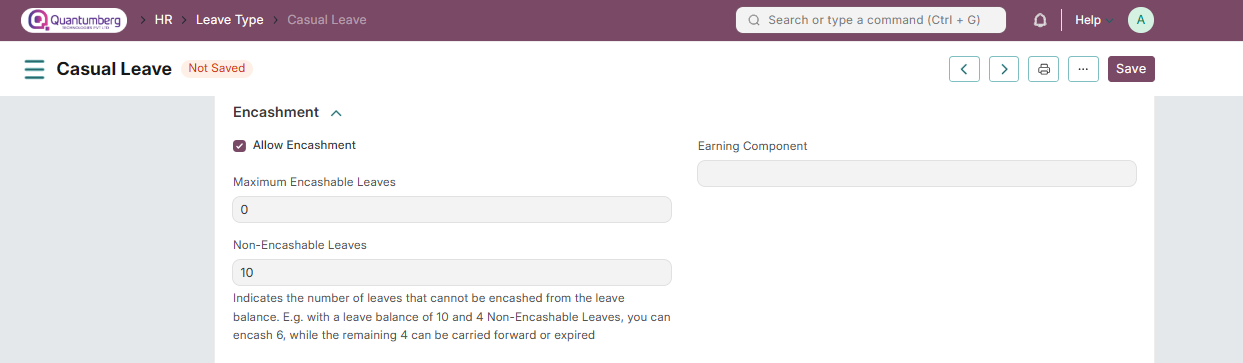 Quantumberg
TECHNOLOGIES PVT LTD
HR
Leave Type
Casual Leave
Search or type a command (Ctrl + G)
Help
A
Casual Leave
Not Saved
Save
Encashment
Allow Encashment
Earning Component
Maximum Encashable Leaves
0
Non-Encashable Leaves
10
Indicates the number of leaves that cannot be encashed from the leave
balance. E.g. with a leave balance of 10 and 4 Non-Encashable Leaves, you can
encash 6, while the remaining 4 can be carried forward or expired